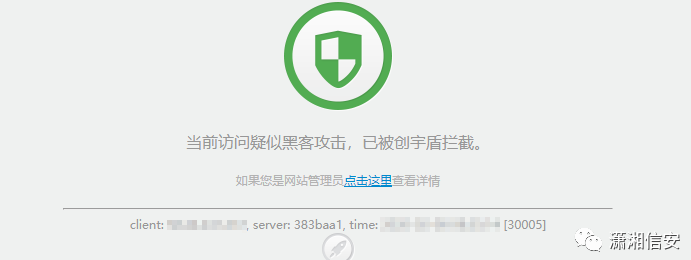 当前访问疑似黑客攻击，已被创宇盾拦截。
如果您是网站管理员点击这里查看详情
client: , server: 383baa1, time: [30005]
潇湘信安